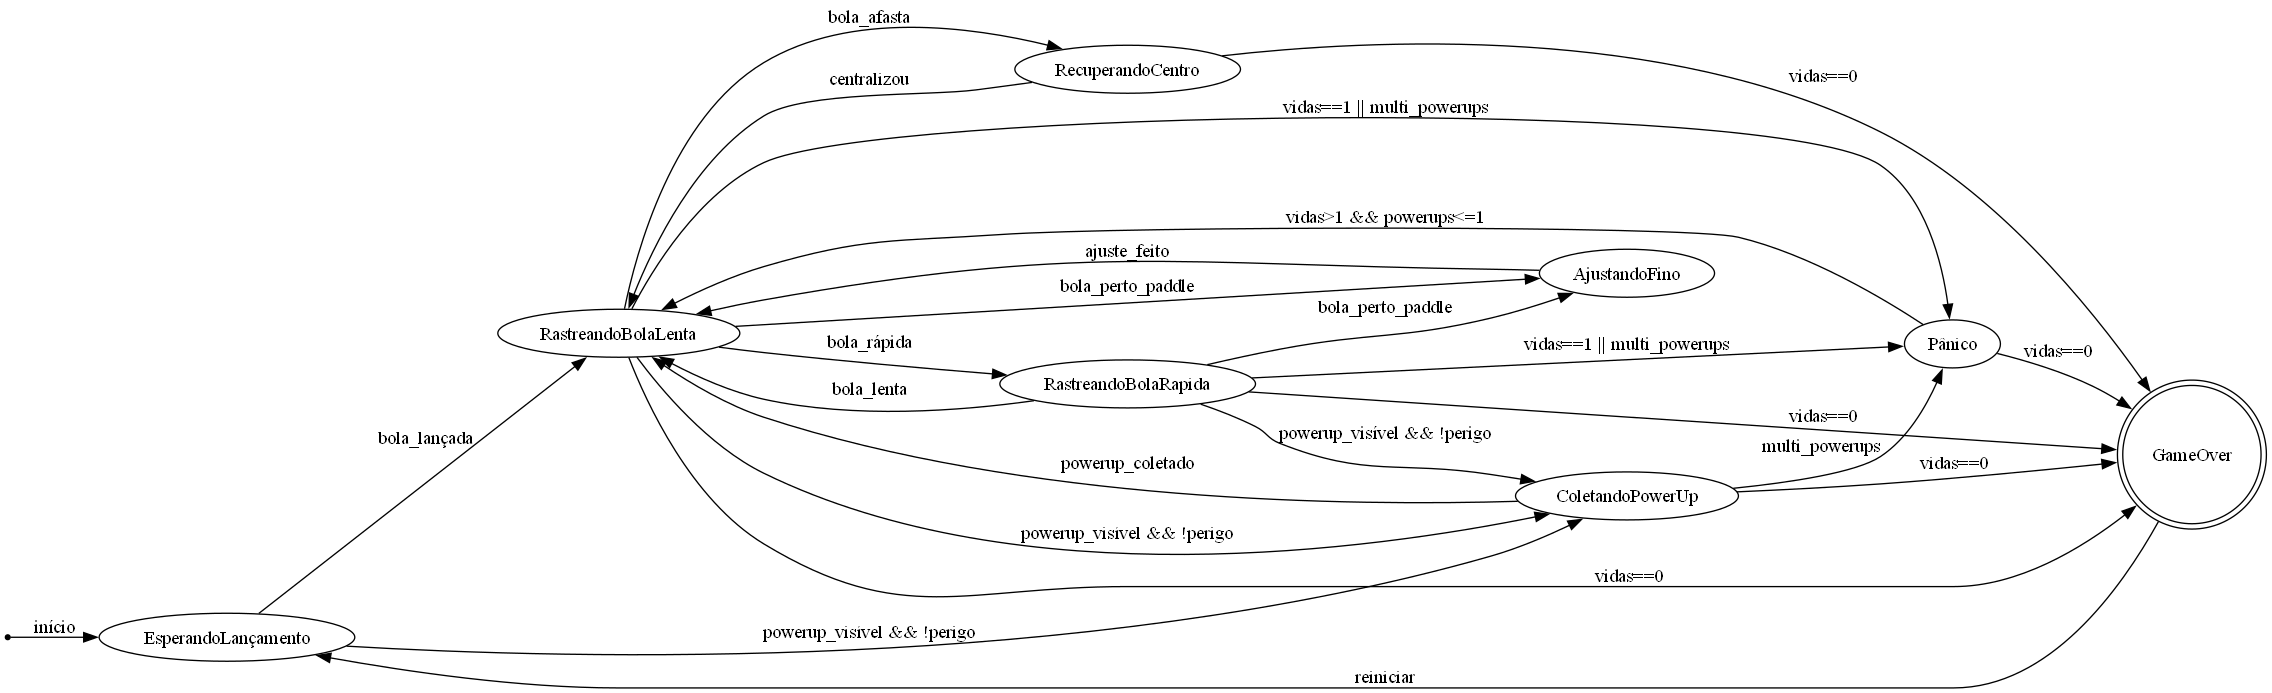 bola_afasta
RecuperandoCentro
vidas==0
centralizou
vidas==1 || multi_powerups
vidas>1 && powerups<=1
ajuste_feito
AjustandoFino
bola_perto_paddle
bola_perto_paddle
RastreandoBolaLenta
bola_rápida
vidas==1 || multi_powerups
Pânico
vidas==0
RastreandoBolaRapida
bola_lenta
vidas==0
bola_lançada
powerup_visível && !perigo
multi_powerups
GameOver
powerup_coletado
vidas==0
ColetandoPowerUp
powerup_visível && !perigo
vidas==0
início
EsperandoLançamento
powerup_visível && !perigo
reiniciar